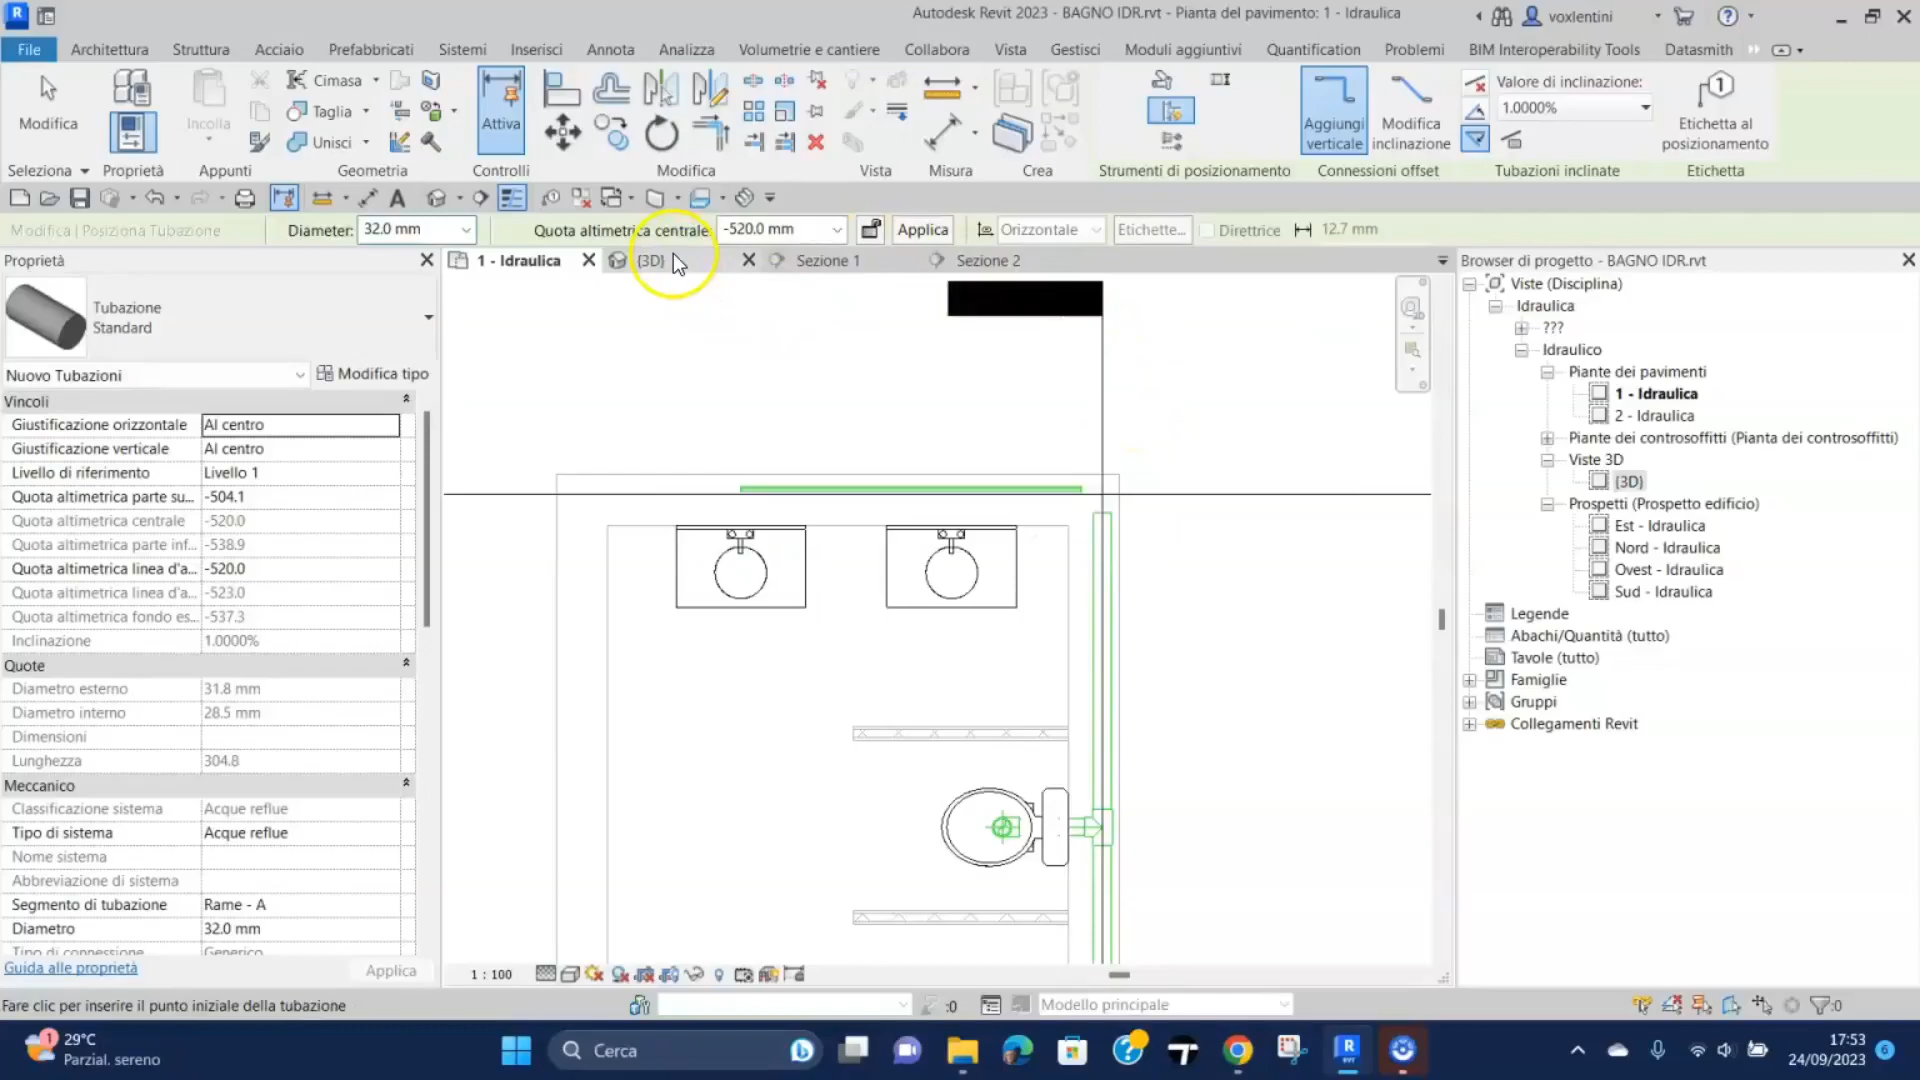 Autodesk Revit 2023 - BAGNO IDR.rvt - Pianta del pavimento: 1 - Idraulica
voxlentini
File Architettura Struttura Acciaio Prefabbricati Sistemi Inserisci Annota Analizza Volumetrie e cantiere Collabora Vista Gestisci Moduli aggiuntivi Quantification Problemi BIM Interoperability Tools Datasmith
Modifica
Incolla
Cimasa
Taglia
Unisci
Attiva
Aggiungi verticale
Modifica inclinazione
Valore di inclinazione:
1.0000%
Etichetta al posizionamento
Seleziona Proprietà Appunti Geometria Controlli Modifica Vista Misura Crea Strumenti di posizionamento Connessioni offset Tubazioni inclinate Etichetta
Modifica | Posiziona Tubazione
Diameter: 32.0 mm
Quota altimetrica centrale: -520.0 mm
Applica
Orizzontale
Etichette...
Direttrice
12.7 mm
Proprietà
1 - Idraulica
{3D}
Sezione 1
Sezione 2
Browser di progetto - BAGNO IDR.rvt
Tubazione
Standard
Nuovo Tubazioni
Modifica tipo
Vincoli
Giustificazione orizzontale Al centro
Giustificazione verticale Al centro
Livello di riferimento Livello 1
Quota altimetrica parte su... -504.1
Quota altimetrica centrale -520.0
Quota altimetrica parte inf... -538.9
Quota altimetrica linea d'a... -520.0
Quota altimetrica linea d'a... -523.0
Quota altimetrica fondo es... -537.3
Inclinazione 1.0000%
Quote
Diametro esterno 31.8 mm
Diametro interno 28.5 mm
Dimensioni
Lunghezza 304.8
Meccanico
Classificazione sistema Acque reflue
Tipo di sistema Acque reflue
Nome sistema
Abbreviazione di sistema
Segmento di tubazione Rame - A
Diametro 32.0 mm
Tipo di connessione Generico
Guida alle proprietà
Applica
Viste (Disciplina)
Idraulica
???
Idraulico
Piante dei pavimenti
1 - Idraulica
2 - Idraulica
Piante dei controsoffitti (Pianta dei controsoffitti)
Viste 3D
{3D}
Prospetti (Prospetto edificio)
Est - Idraulica
Nord - Idraulica
Ovest - Idraulica
Sud - Idraulica
Legende
Abachi/Quantità (tutto)
Tavole (tutto)
Famiglie
Gruppi
Collegamenti Revit
1 : 100
Fare clic per inserire il punto iniziale della tubazione
:0
Modello principale
:0
29°C
Parzial. sereno
Cerca
17:53
24/09/2023
6